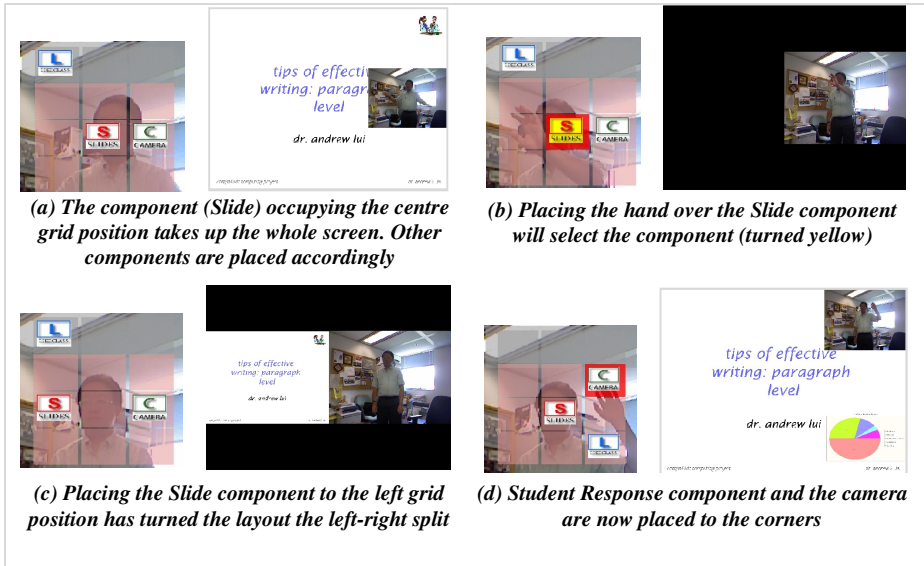 L
S
SLIDES
C
CAMERA
tips of effective
writing: paragraph
level
dr. andrew lui
(a) The component (Slide) occupying the centre
grid position takes up the whole screen. Other
components are placed accordingly
L
S
SLIDES
C
CAMERA
(b) Placing the hand over the Slide component
will select the component (turned yellow)
L
S
SLIDES
C
CAMERA
tips of effective
writing: paragraph
level
dr. andrew lui
(c) Placing the Slide component to the left grid
position has turned the layout the left-right split
C
CAMERA
S
SLIDES
L
tips of effective
writing: paragraph
level
dr. andrew lui
(d) Student Response component and the camera
are now placed to the corners